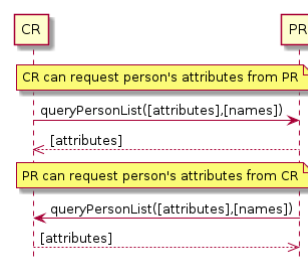 CR PR
CR can request person's attributes from PR
queryPersonList([attributes],[names])
[attributes]
PR can request person's attributes from CR
queryPersonList([attributes],[names])
[attributes]